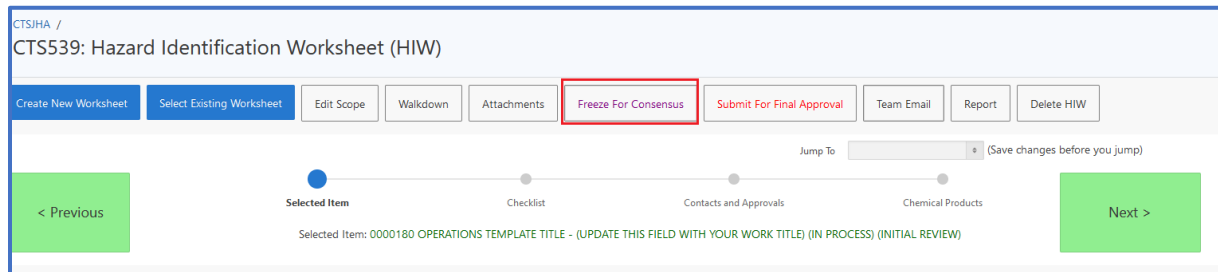 CTSJHA /
CTS539: Hazard Identification Worksheet (HIW)
Create New Worksheet Select Existing Worksheet Edit Scope Walkdown Attachments Freeze For Consensus Submit For Final Approval Team Email Report Delete HIW
Jump To (Save changes before you jump)
< Previous Selected Item Checklist Contacts and Approvals Chemical Products Next >
Selected Item: 0000180 OPERATIONS TEMPLATE TITLE - (UPDATE THIS FIELD WITH YOUR WORK TITLE) (IN PROCESS) (INITIAL REVIEW)